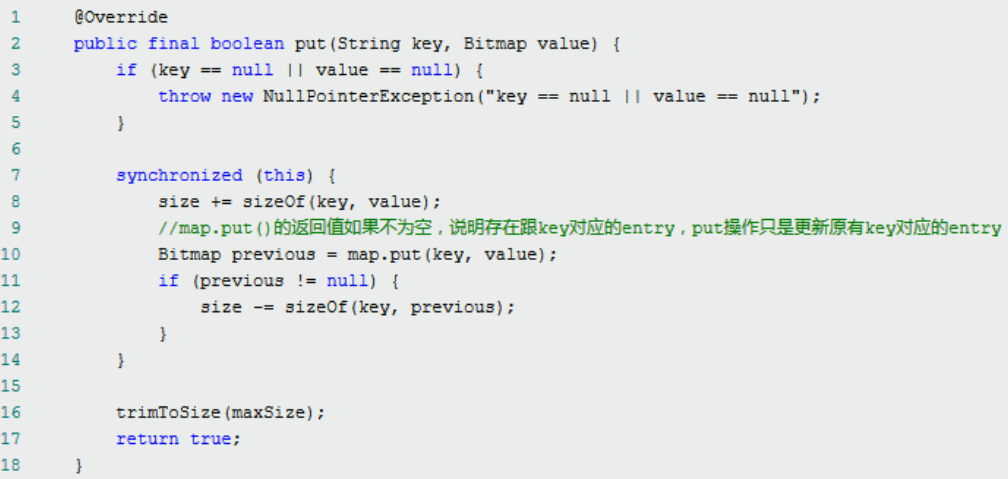 1 @Override
2 public final boolean put(String key, Bitmap value) {
3 if (key == null || value == null) {
4 throw new NullPointerException("key == null || value == null");
5 }
6
7 synchronized (this) {
8 size += sizeOf(key, value);
9 //map.put()的返回值如果不为空，说明存在跟key对应的entry，put操作只是更新原有key对应的entry
10 Bitmap previous = map.put(key, value);
11 if (previous != null) {
12 size -= sizeOf(key, previous);
13 }
14 }
15
16 trimToSize(maxSize);
17 return true;
18 }